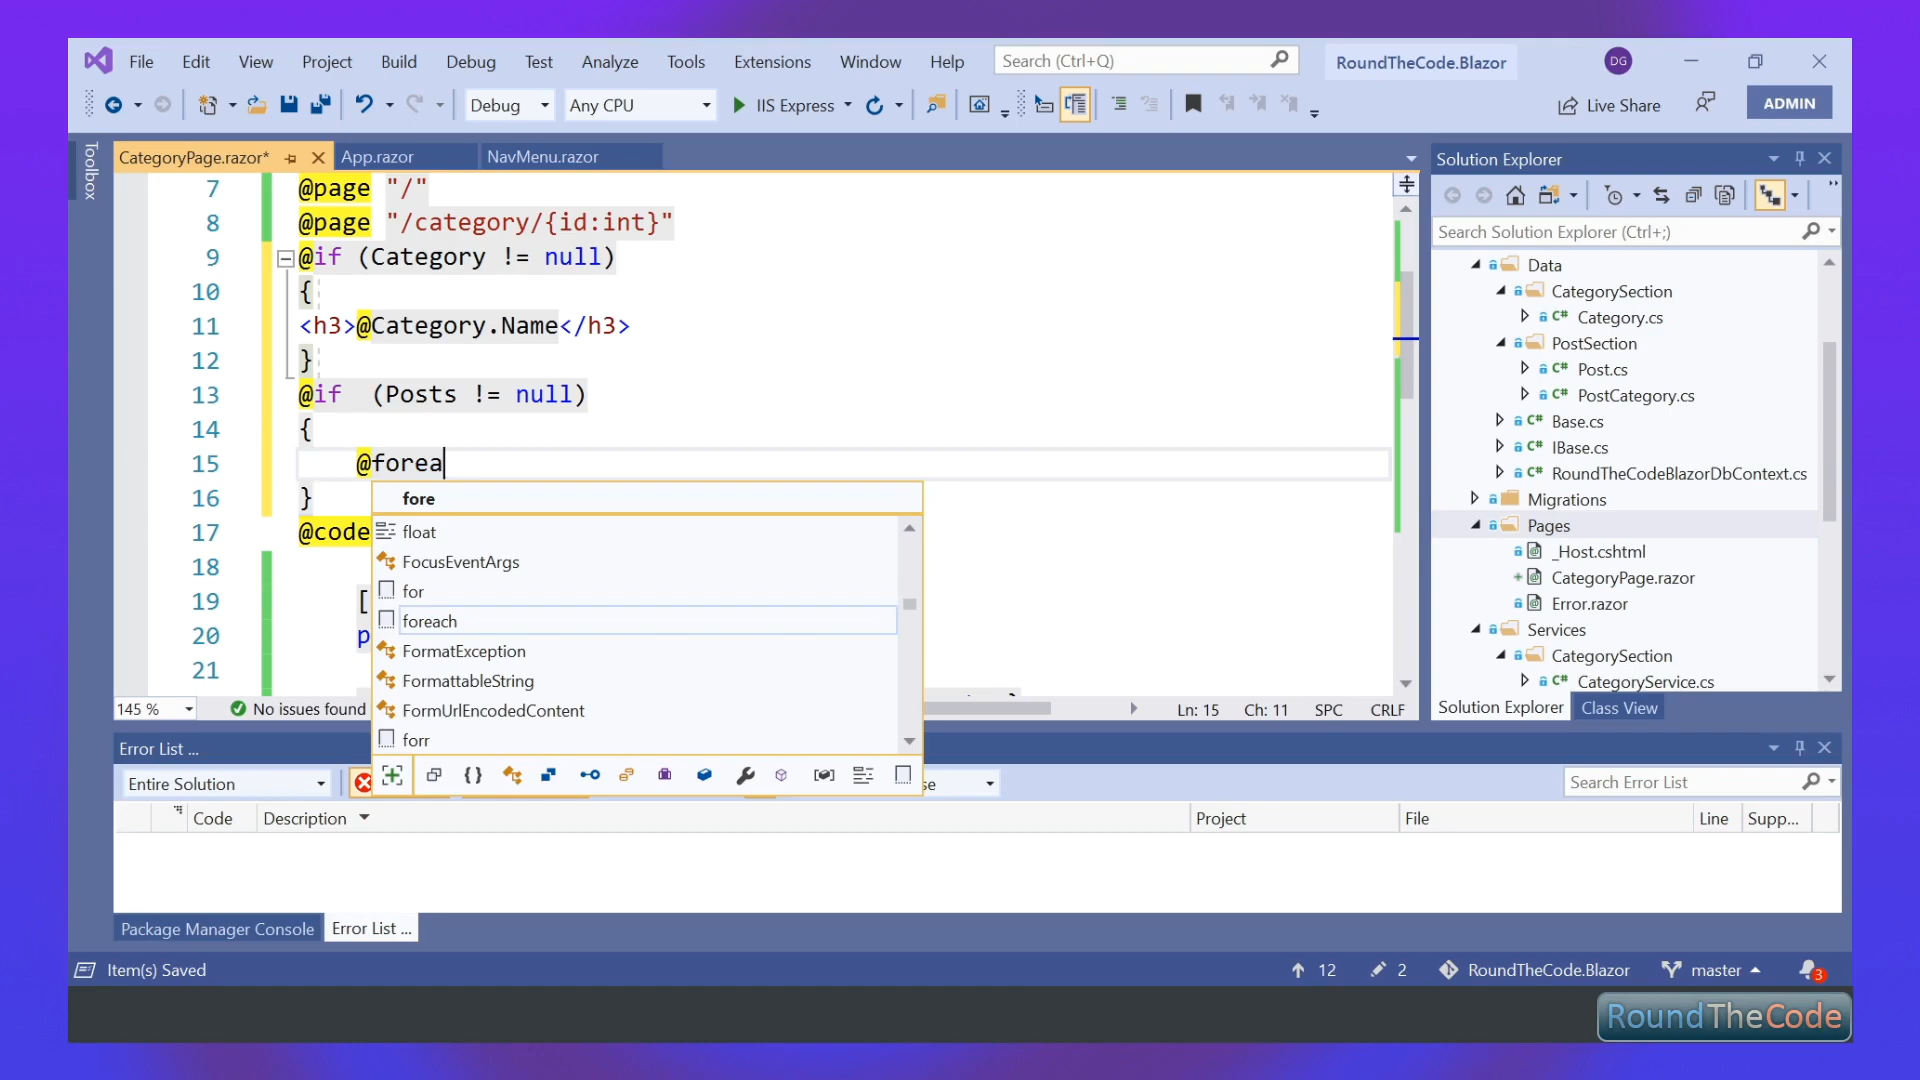 File Edit View Project Build Debug Test Analyze Tools Extensions Window Help Search (Ctrl+Q) RoundTheCode.Blazor DG
Debug Any CPU IIS Express Live Share ADMIN
Toolbox
CategoryPage.razor* App.razor NavMenu.razor
7 @page "/"
8 @page "/category/{id:int}"
9 @if (Category != null)
10 {
11 <h3>@Category.Name</h3>
12 }
13 @if (Posts != null)
14 {
15 @forea
16 }
17 @code
18
19 [
20 p
21
fore
float
FocusEventArgs
for
foreach
FormatException
FormattableString
FormUrlEncodedContent
forr
145 % No issues found Ln: 15 Ch: 11 SPC CRLF
Solution Explorer
Search Solution Explorer (Ctrl+;)
Data
CategorySection
C# Category.cs
PostSection
C# Post.cs
C# PostCategory.cs
C# Base.cs
C# IBase.cs
C# RoundTheCodeBlazorDbContext.cs
Migrations
Pages
_Host.cshtml
CategoryPage.razor
Error.razor
Services
CategorySection
C# CategoryService.cs
Solution Explorer Class View
Error List ...
Entire Solution se Search Error List
Code Description Project File Line Supp...
Package Manager Console Error List ...
Item(s) Saved 12 2 RoundTheCode.Blazor master 3
RoundTheCode